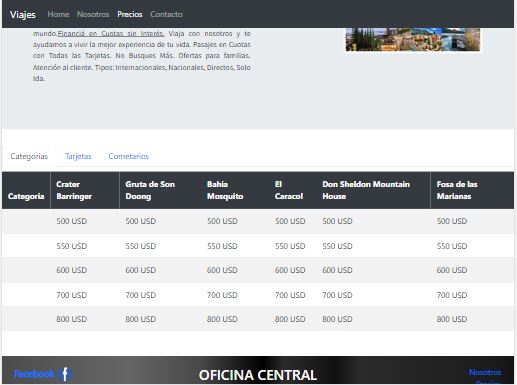 Viajes Home Nosotros Precios Contacto
mundo.Financiá en Cuotas sin Interés. Viaja con nosotros y te
ayudamos a vivir la mejor experiencia de tu vida. Pasajes en Cuotas
con Todas las Tarjetas. No Busques Más. Ofertas para familias.
Atención al cliente. Tipos: Internacionales, Nacionales, Directos, Solo
Ida.
Categorias Tarjetas Cometarios
Categoria Crater Barringer Gruta de Son Doong Bahía Mosquito El Caracol Don Sheldon Mountain House Fosa de las Marianas
500 USD 500 USD 500 USD 500 USD 500 USD 500 USD
550 USD 550 USD 550 USD 550 USD 550 USD 550 USD
600 USD 600 USD 600 USD 600 USD 600 USD 600 USD
700 USD 700 USD 700 USD 700 USD 700 USD 700 USD
800 USD 800 USD 800 USD 800 USD 800 USD 800 USD
Facebook f OFICINA CENTRAL Nosotros
Precios